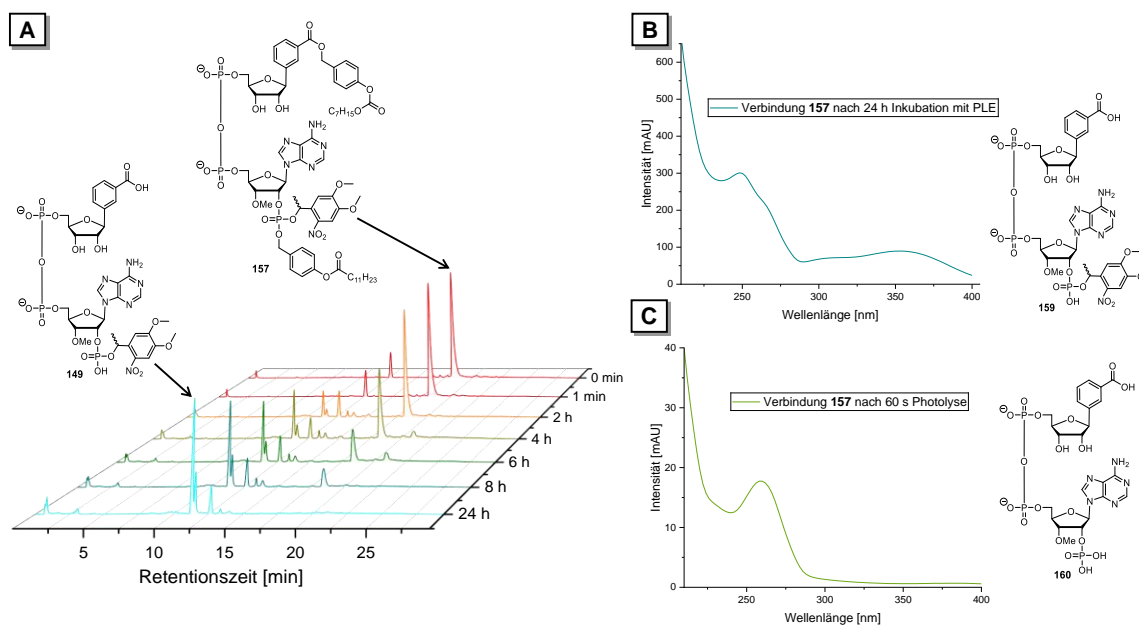 A
B
C
157
149
159
160
0 min
1 min
2 h
4 h
6 h
8 h
24 h
5
10
15
20
25
Retentionszeit [min]
Verbindung 157 nach 24 h Inkubation mit PLE
Intensität [mAU]
600
500
400
300
200
100
0
250
300
350
400
Wellenlänge [nm]
Verbindung 157 nach 60 s Photolyse
Intensität [mAU]
40
30
20
10
0
250
300
350
400
Wellenlänge [nm]
C7H15O
C11H23
NH2
OMe
NO2
OH OH